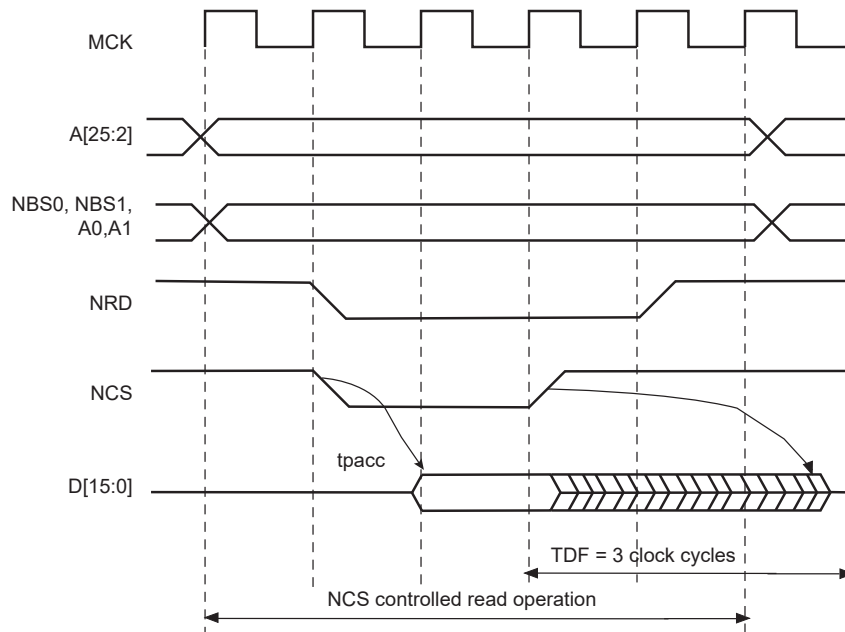 MCK
A[25:2]
NBS0, NBS1,
A0,A1
NRD
NCS
tpacc
D[15:0]
TDF = 3 clock cycles
NCS controlled read operation